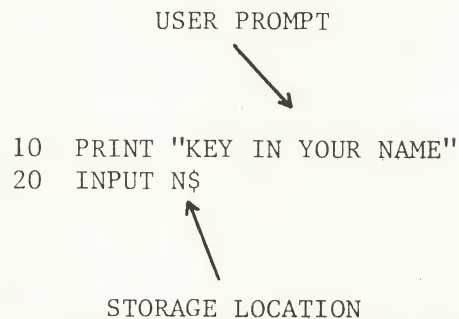 USER PROMPT
10 PRINT "KEY IN YOUR NAME"
20 INPUT N$
STORAGE LOCATION